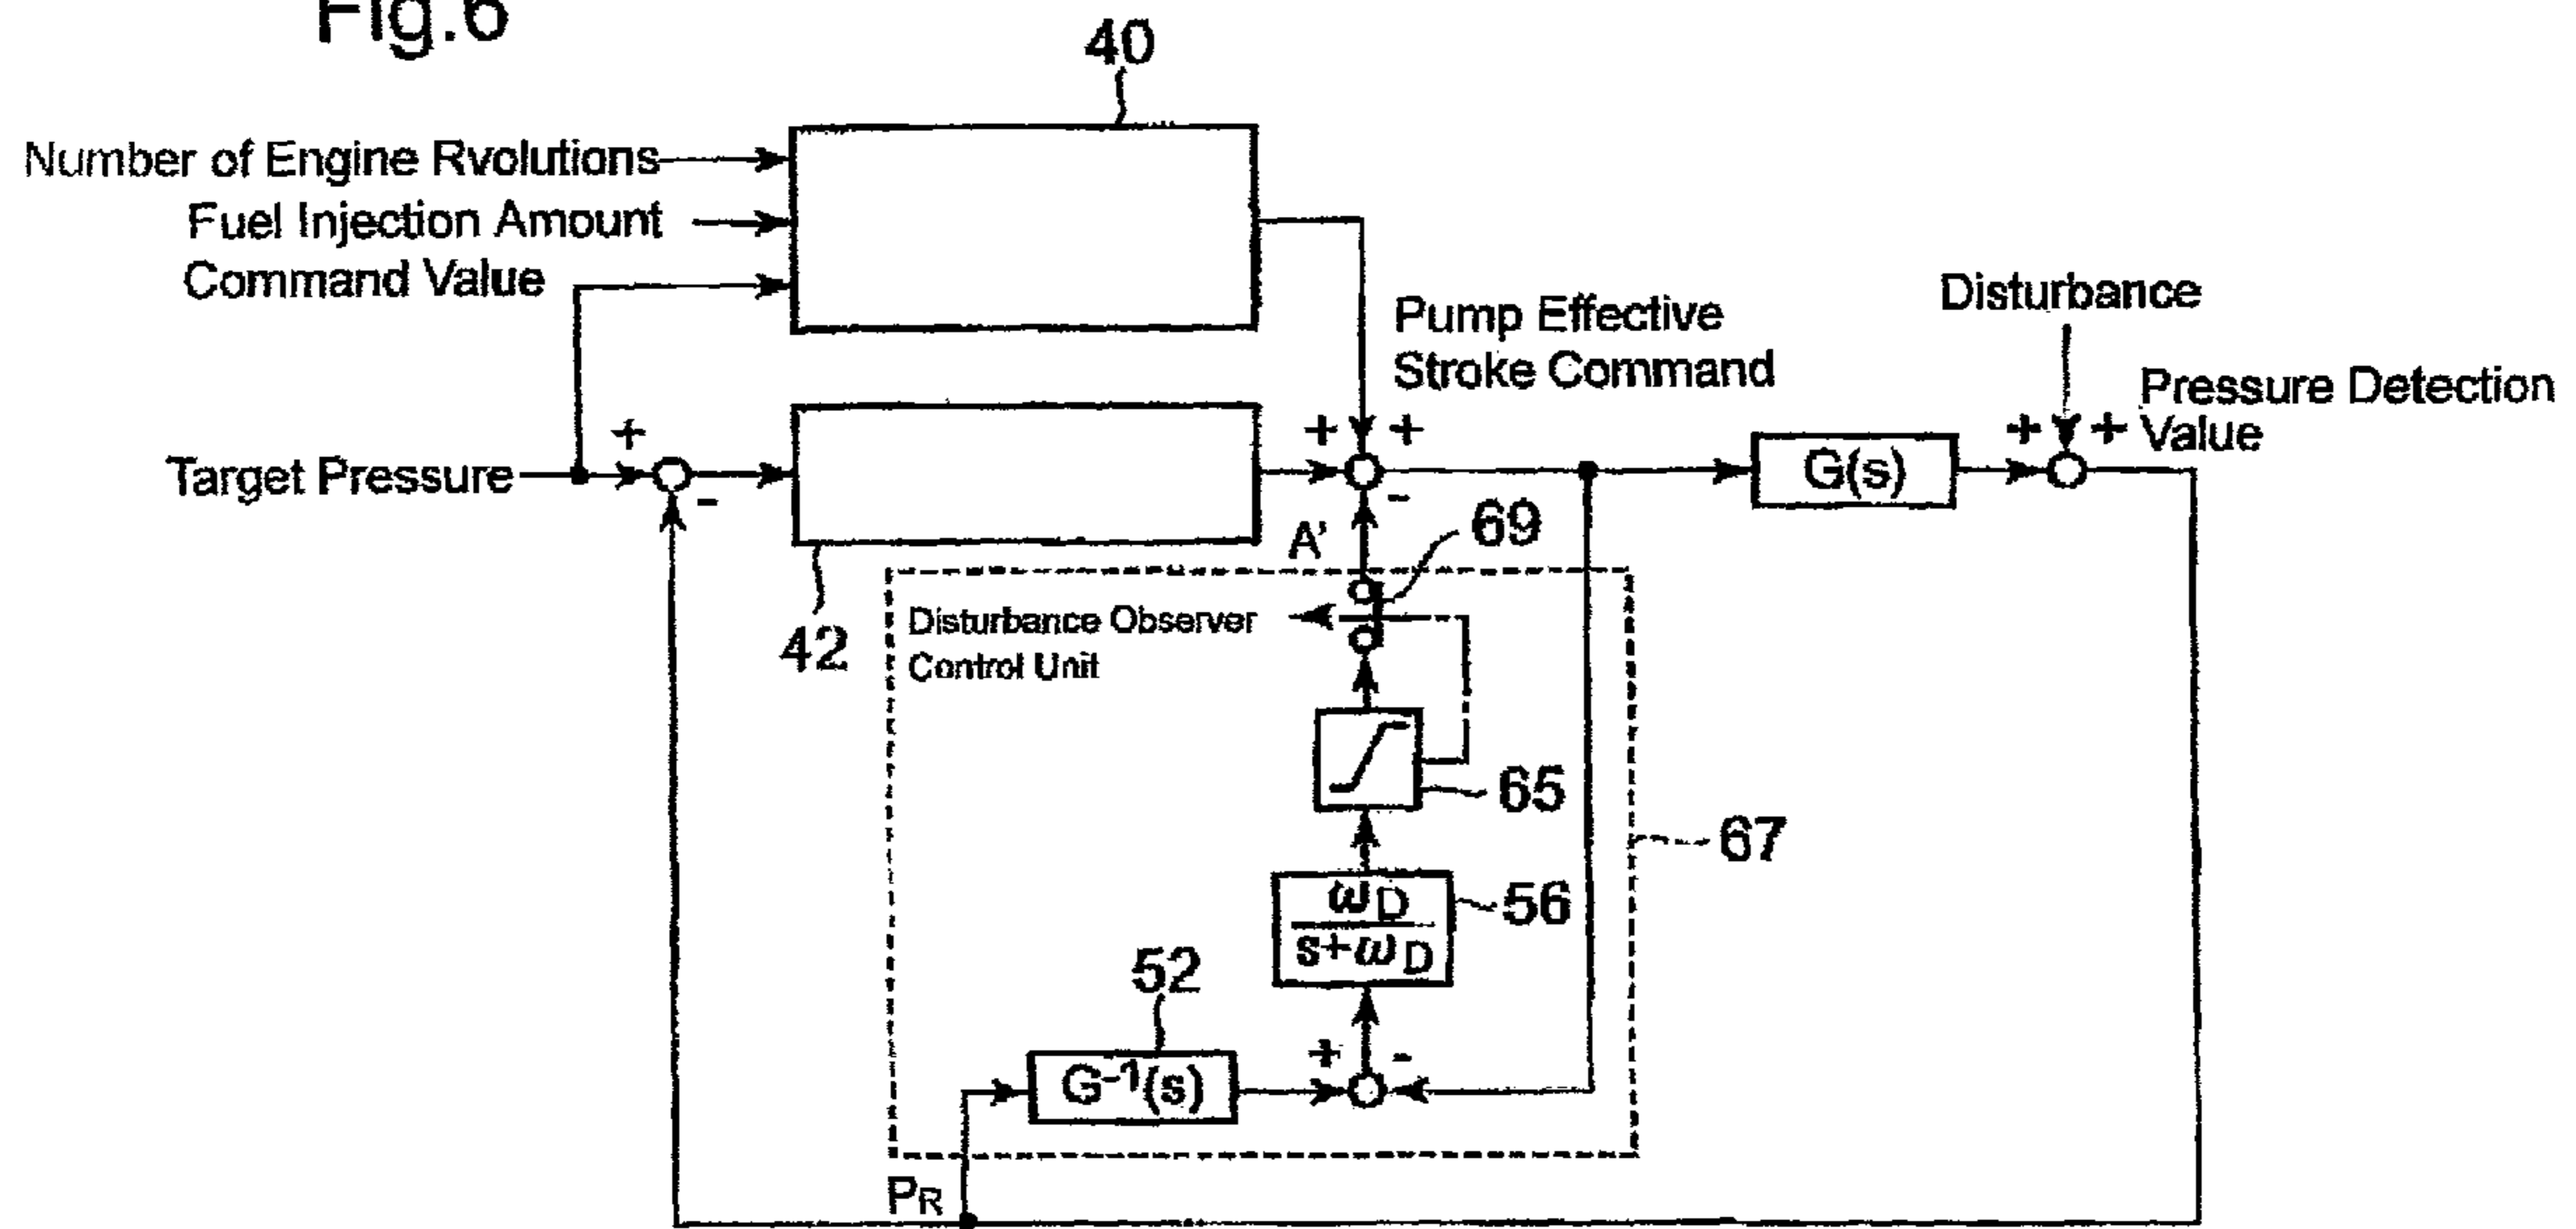 Fig.6
40
Number of Engine Rvolutions
Fuel Injection Amount
Command Value
Pump Effective
Stroke Command
Disturbance
Pressure Detection
Value
+
+ +
+ +
Target Pressure
G(s)
-
-
A'
69
42
Disturbance Observer
Control Unit
65
67
ωD
s+ωD
56
52
+ -
G-1(s)
PR